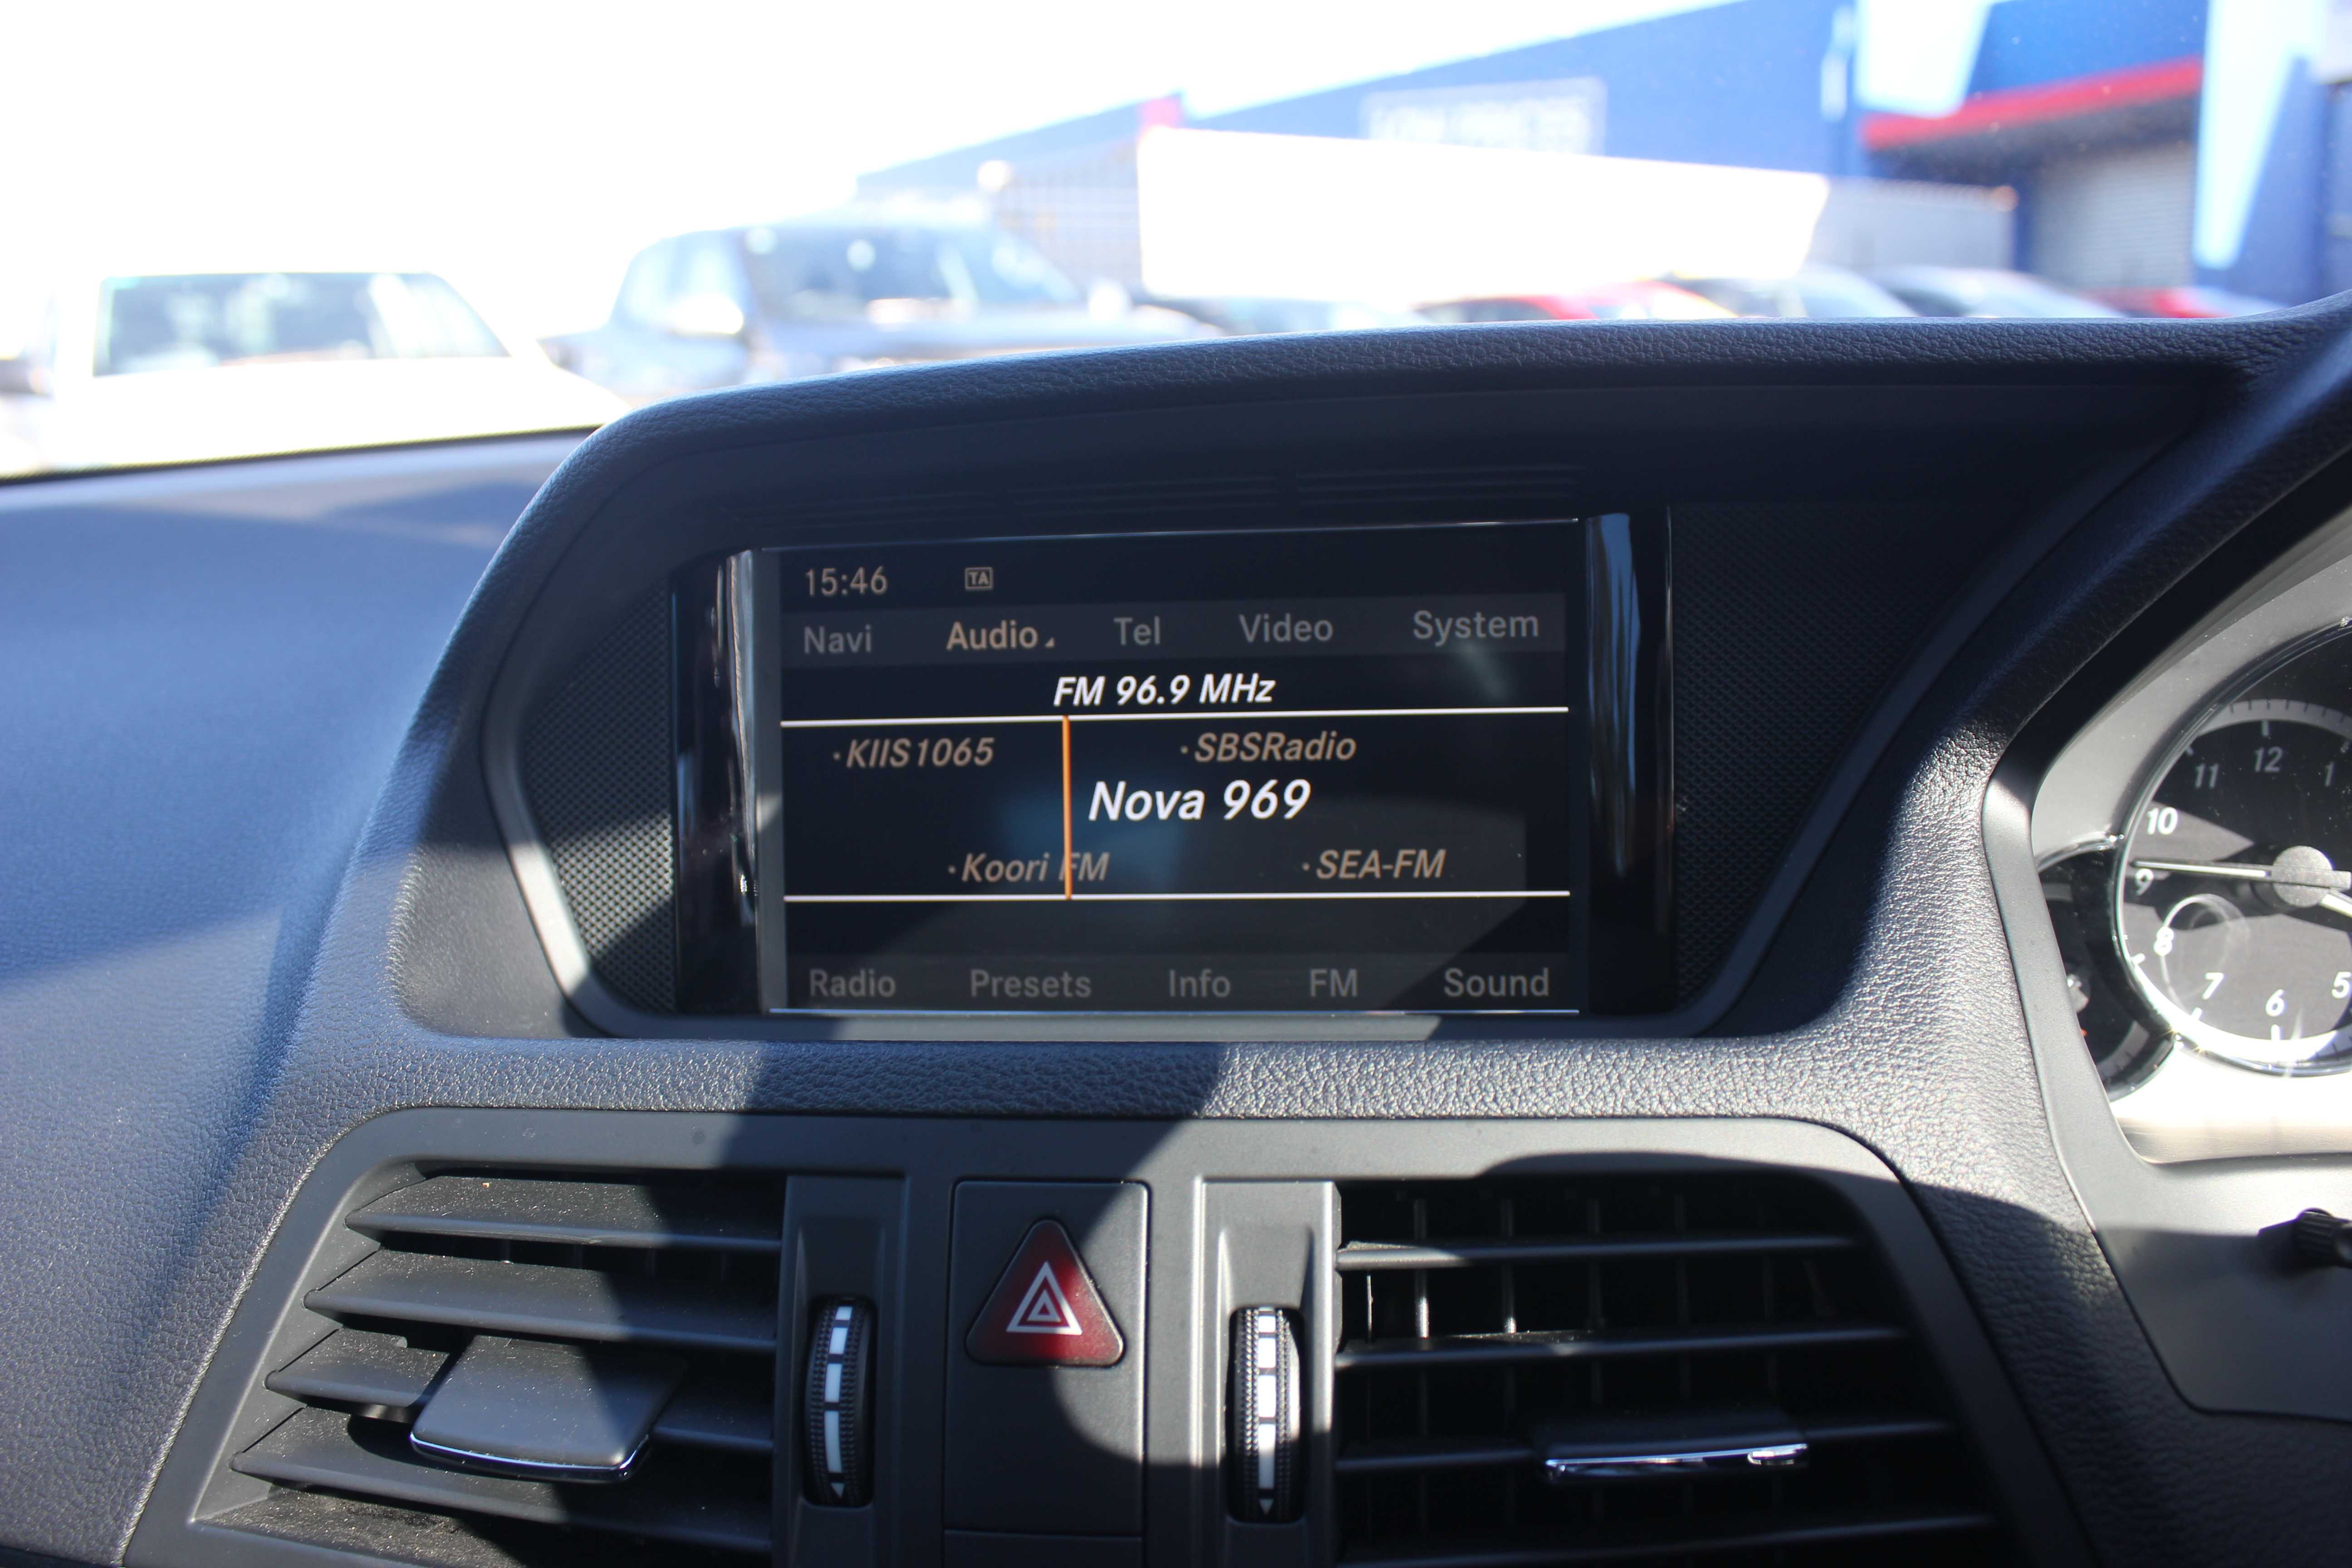 15:46 TA
Navi Audio Tel Video System
FM 96.9 MHz
·KIIS1065 ·SBSRadio
Nova 969
·Koori FM ·SEA-FM
Radio Presets Info FM Sound
11 12 1
10
9
8
7 6 5